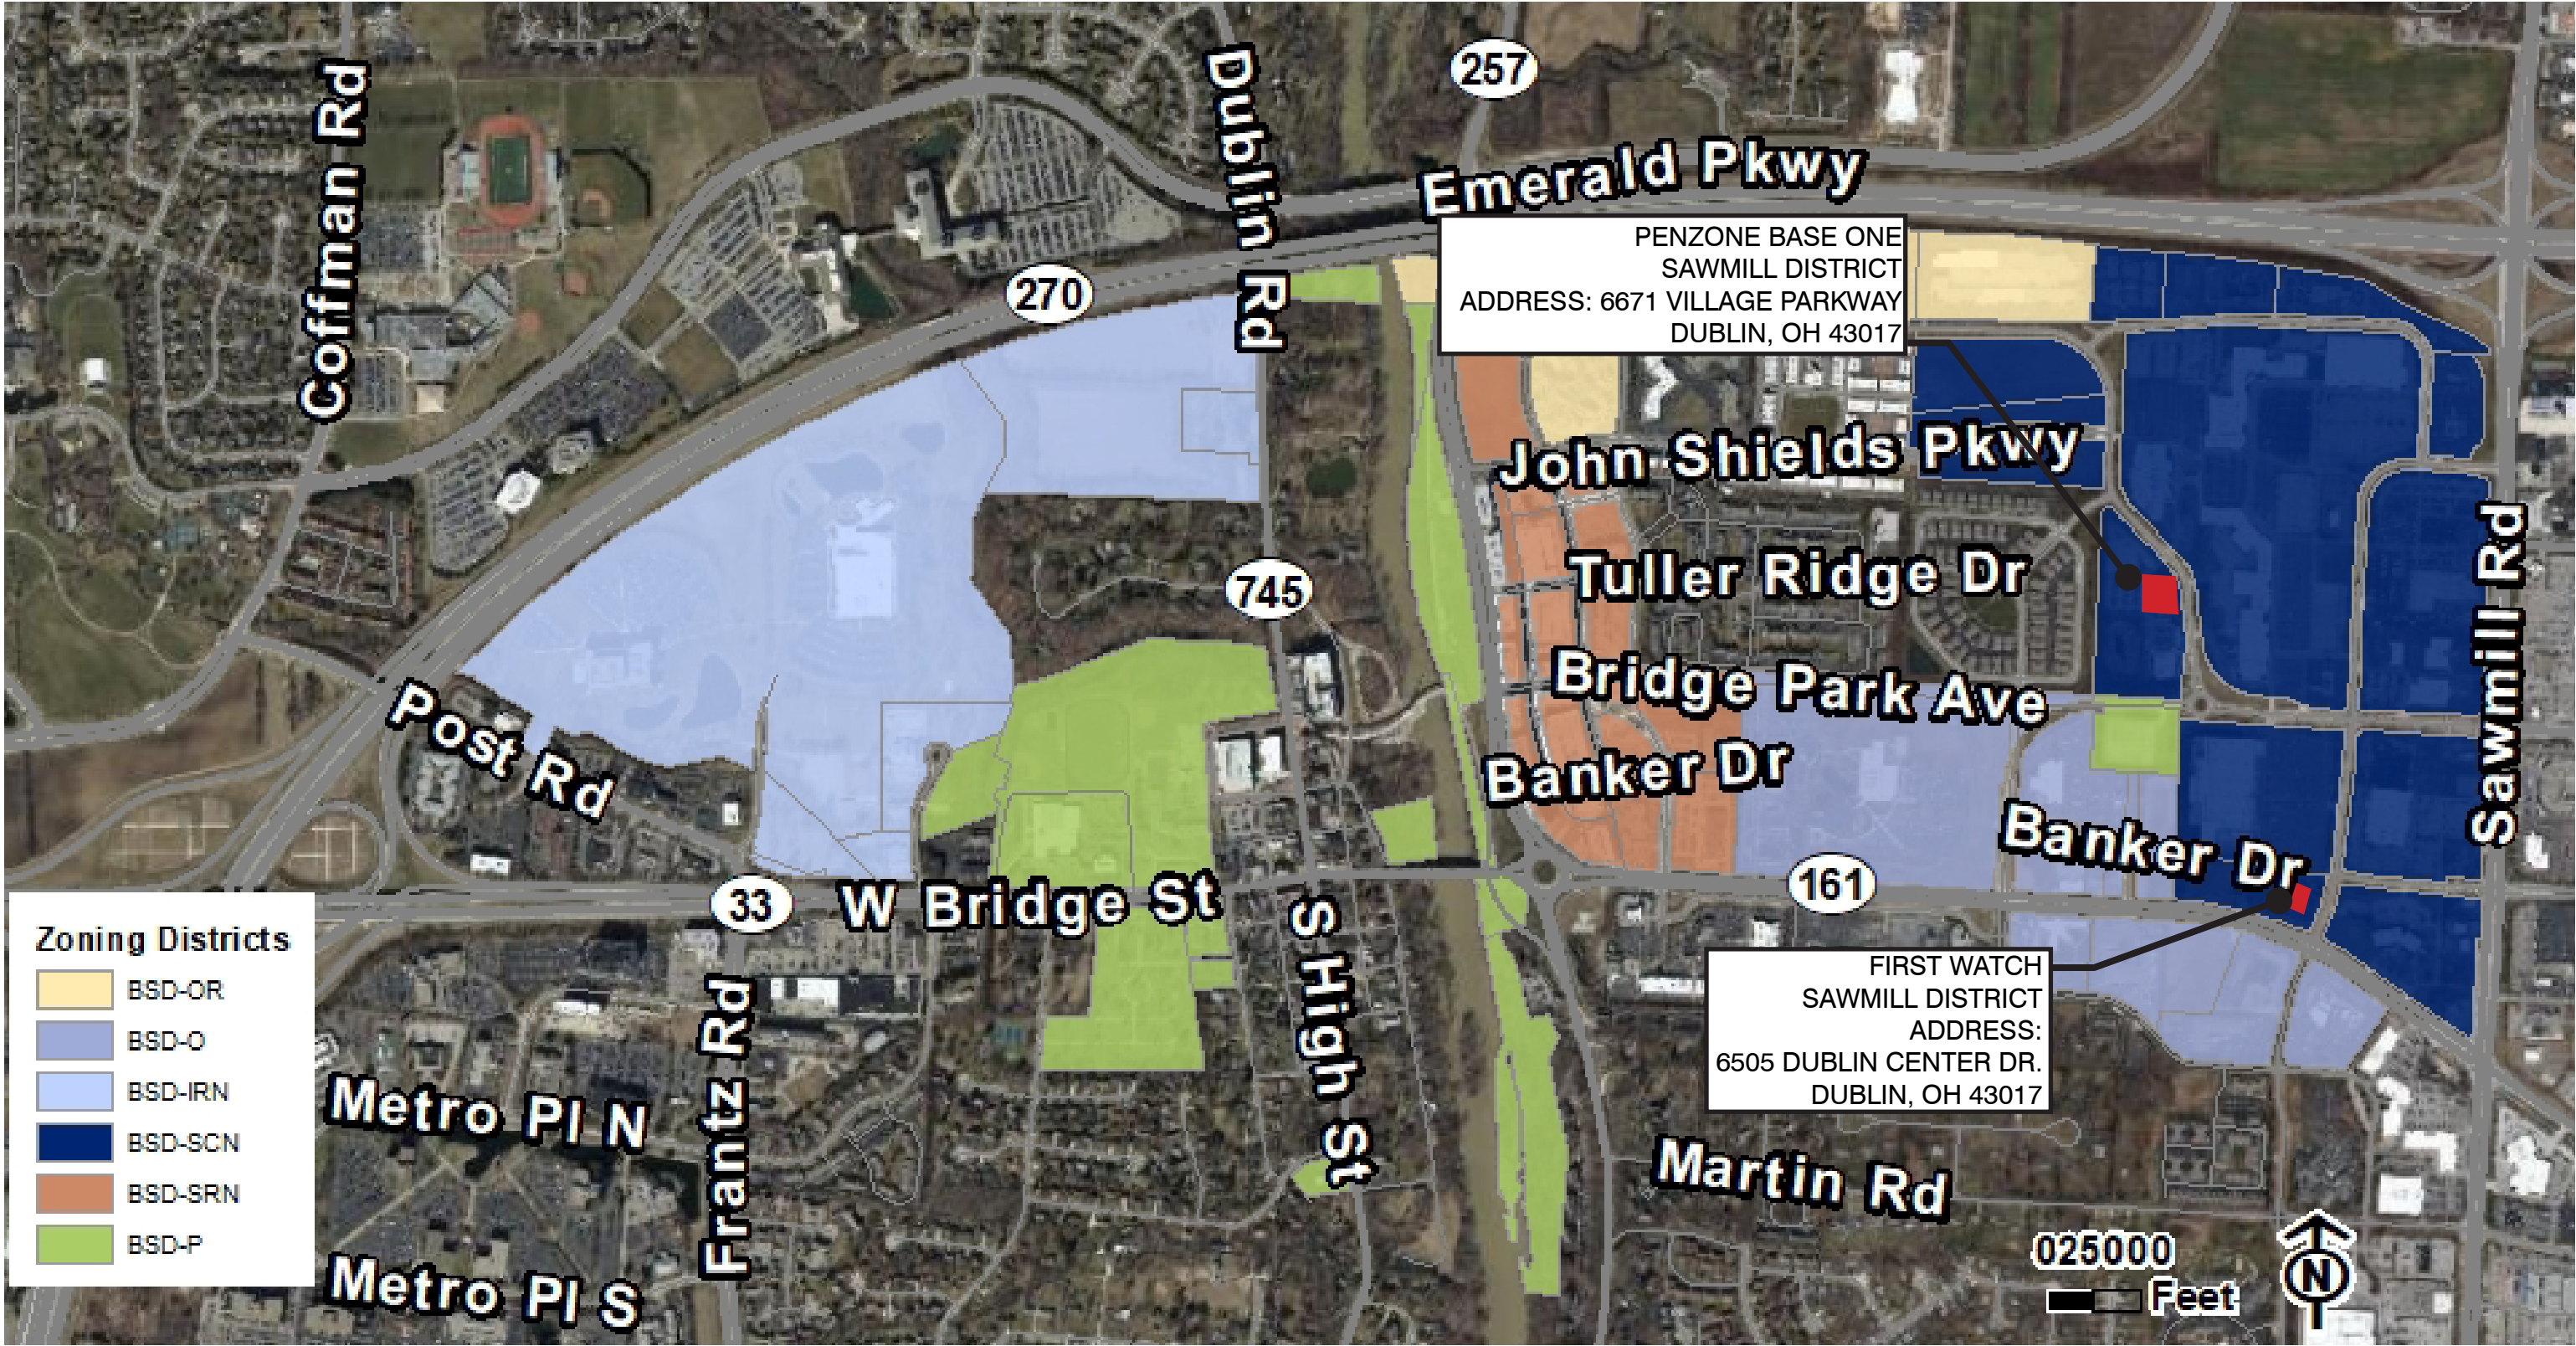 Coffman Rd
Dublin Rd
257
Emerald Pkwy
270
PENZONE BASE ONE
SAWMILL DISTRICT
ADDRESS: 6671 VILLAGE PARKWAY
DUBLIN, OH 43017
John Shields Pkwy
Tuller Ridge Dr
745
Sawmill Rd
Bridge Park Ave
Post Rd
Banker Dr
Banker Dr
161
33
W Bridge St
S High St
FIRST WATCH
SAWMILL DISTRICT
ADDRESS:
6505 DUBLIN CENTER DR.
DUBLIN, OH 43017
Zoning Districts
BSD-OR
BSD-O
BSD-IRN
BSD-SCN
BSD-SRN
BSD-P
Frantz Rd
Metro Pl N
Metro Pl S
Martin Rd
025000
Feet
N